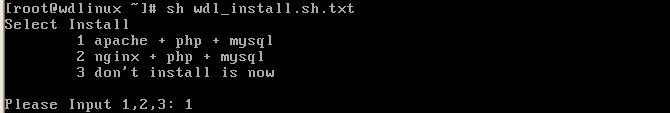 [root@wdlinux ~]# sh wdl_install.sh.txt
Select Install
1 apache + php + mysql
2 nginx + php + mysql
3 don't install is now
Please Input 1,2,3: 1